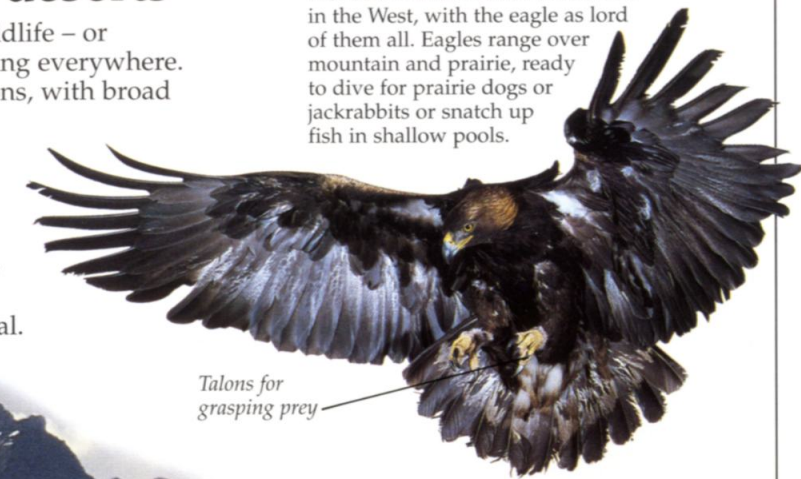 dlife – or
ng everywhere.
ns, with broad
al.
in the West, with the eagle as lord
of them all. Eagles range over
mountain and prairie, ready
to dive for prairie dogs or
jackrabbits or snatch up
fish in shallow pools.
Talons for
grasping prey